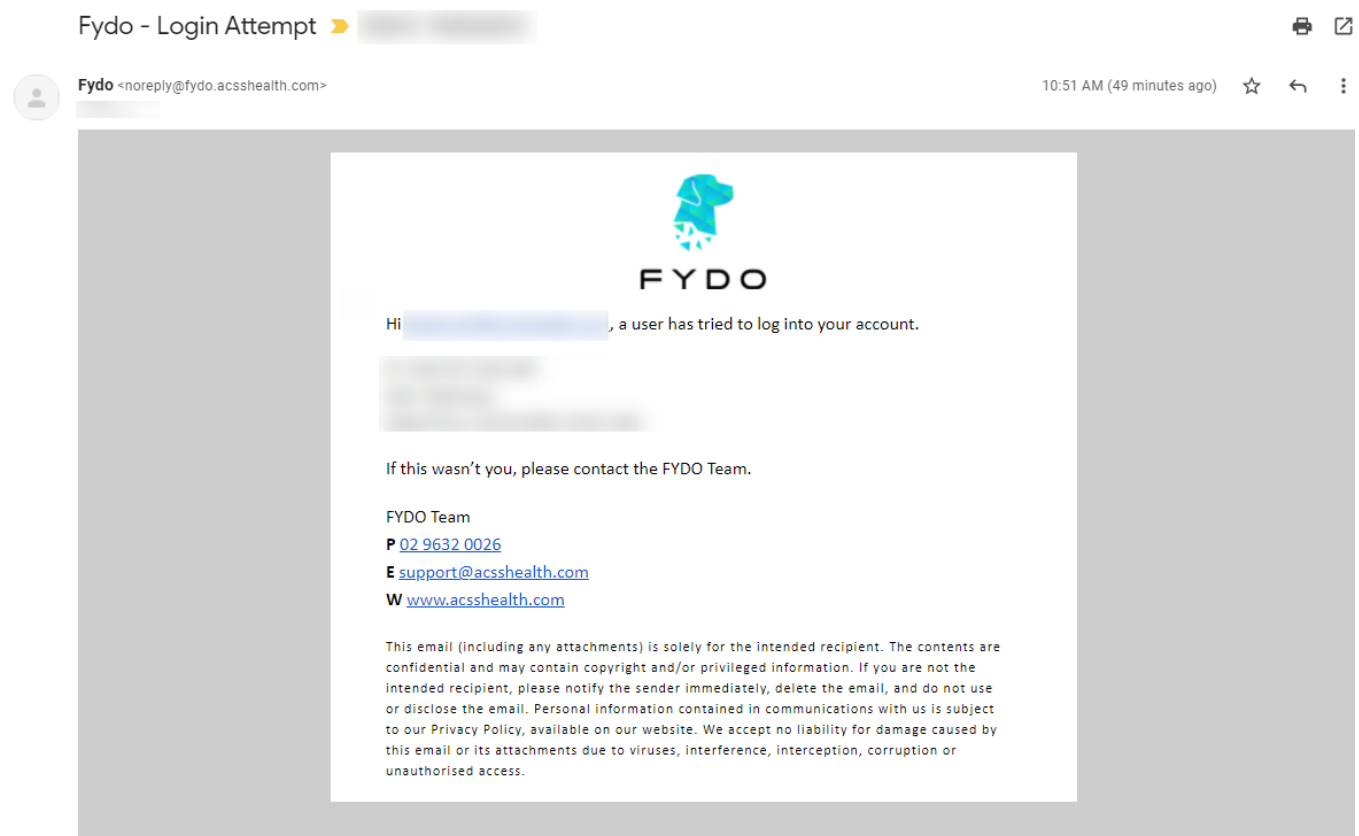 Fydo - Login Attempt
Fydo <noreply@fydo.acsshealth.com>
10:51 AM (49 minutes ago)
FYDO
Hi , a user has tried to log into your account.
If this wasn’t you, please contact the FYDO Team.
FYDO Team
P 02 9632 0026
E support@acsshealth.com
W www.acsshealth.com
This email (including any attachments) is solely for the intended recipient. The contents are
confidential and may contain copyright and/or privileged information. If you are not the
intended recipient, please notify the sender immediately, delete the email, and do not use
or disclose the email. Personal information contained in communications with us is subject
to our Privacy Policy, available on our website. We accept no liability for damage caused by
this email or its attachments due to viruses, interference, interception, corruption or
unauthorised access.